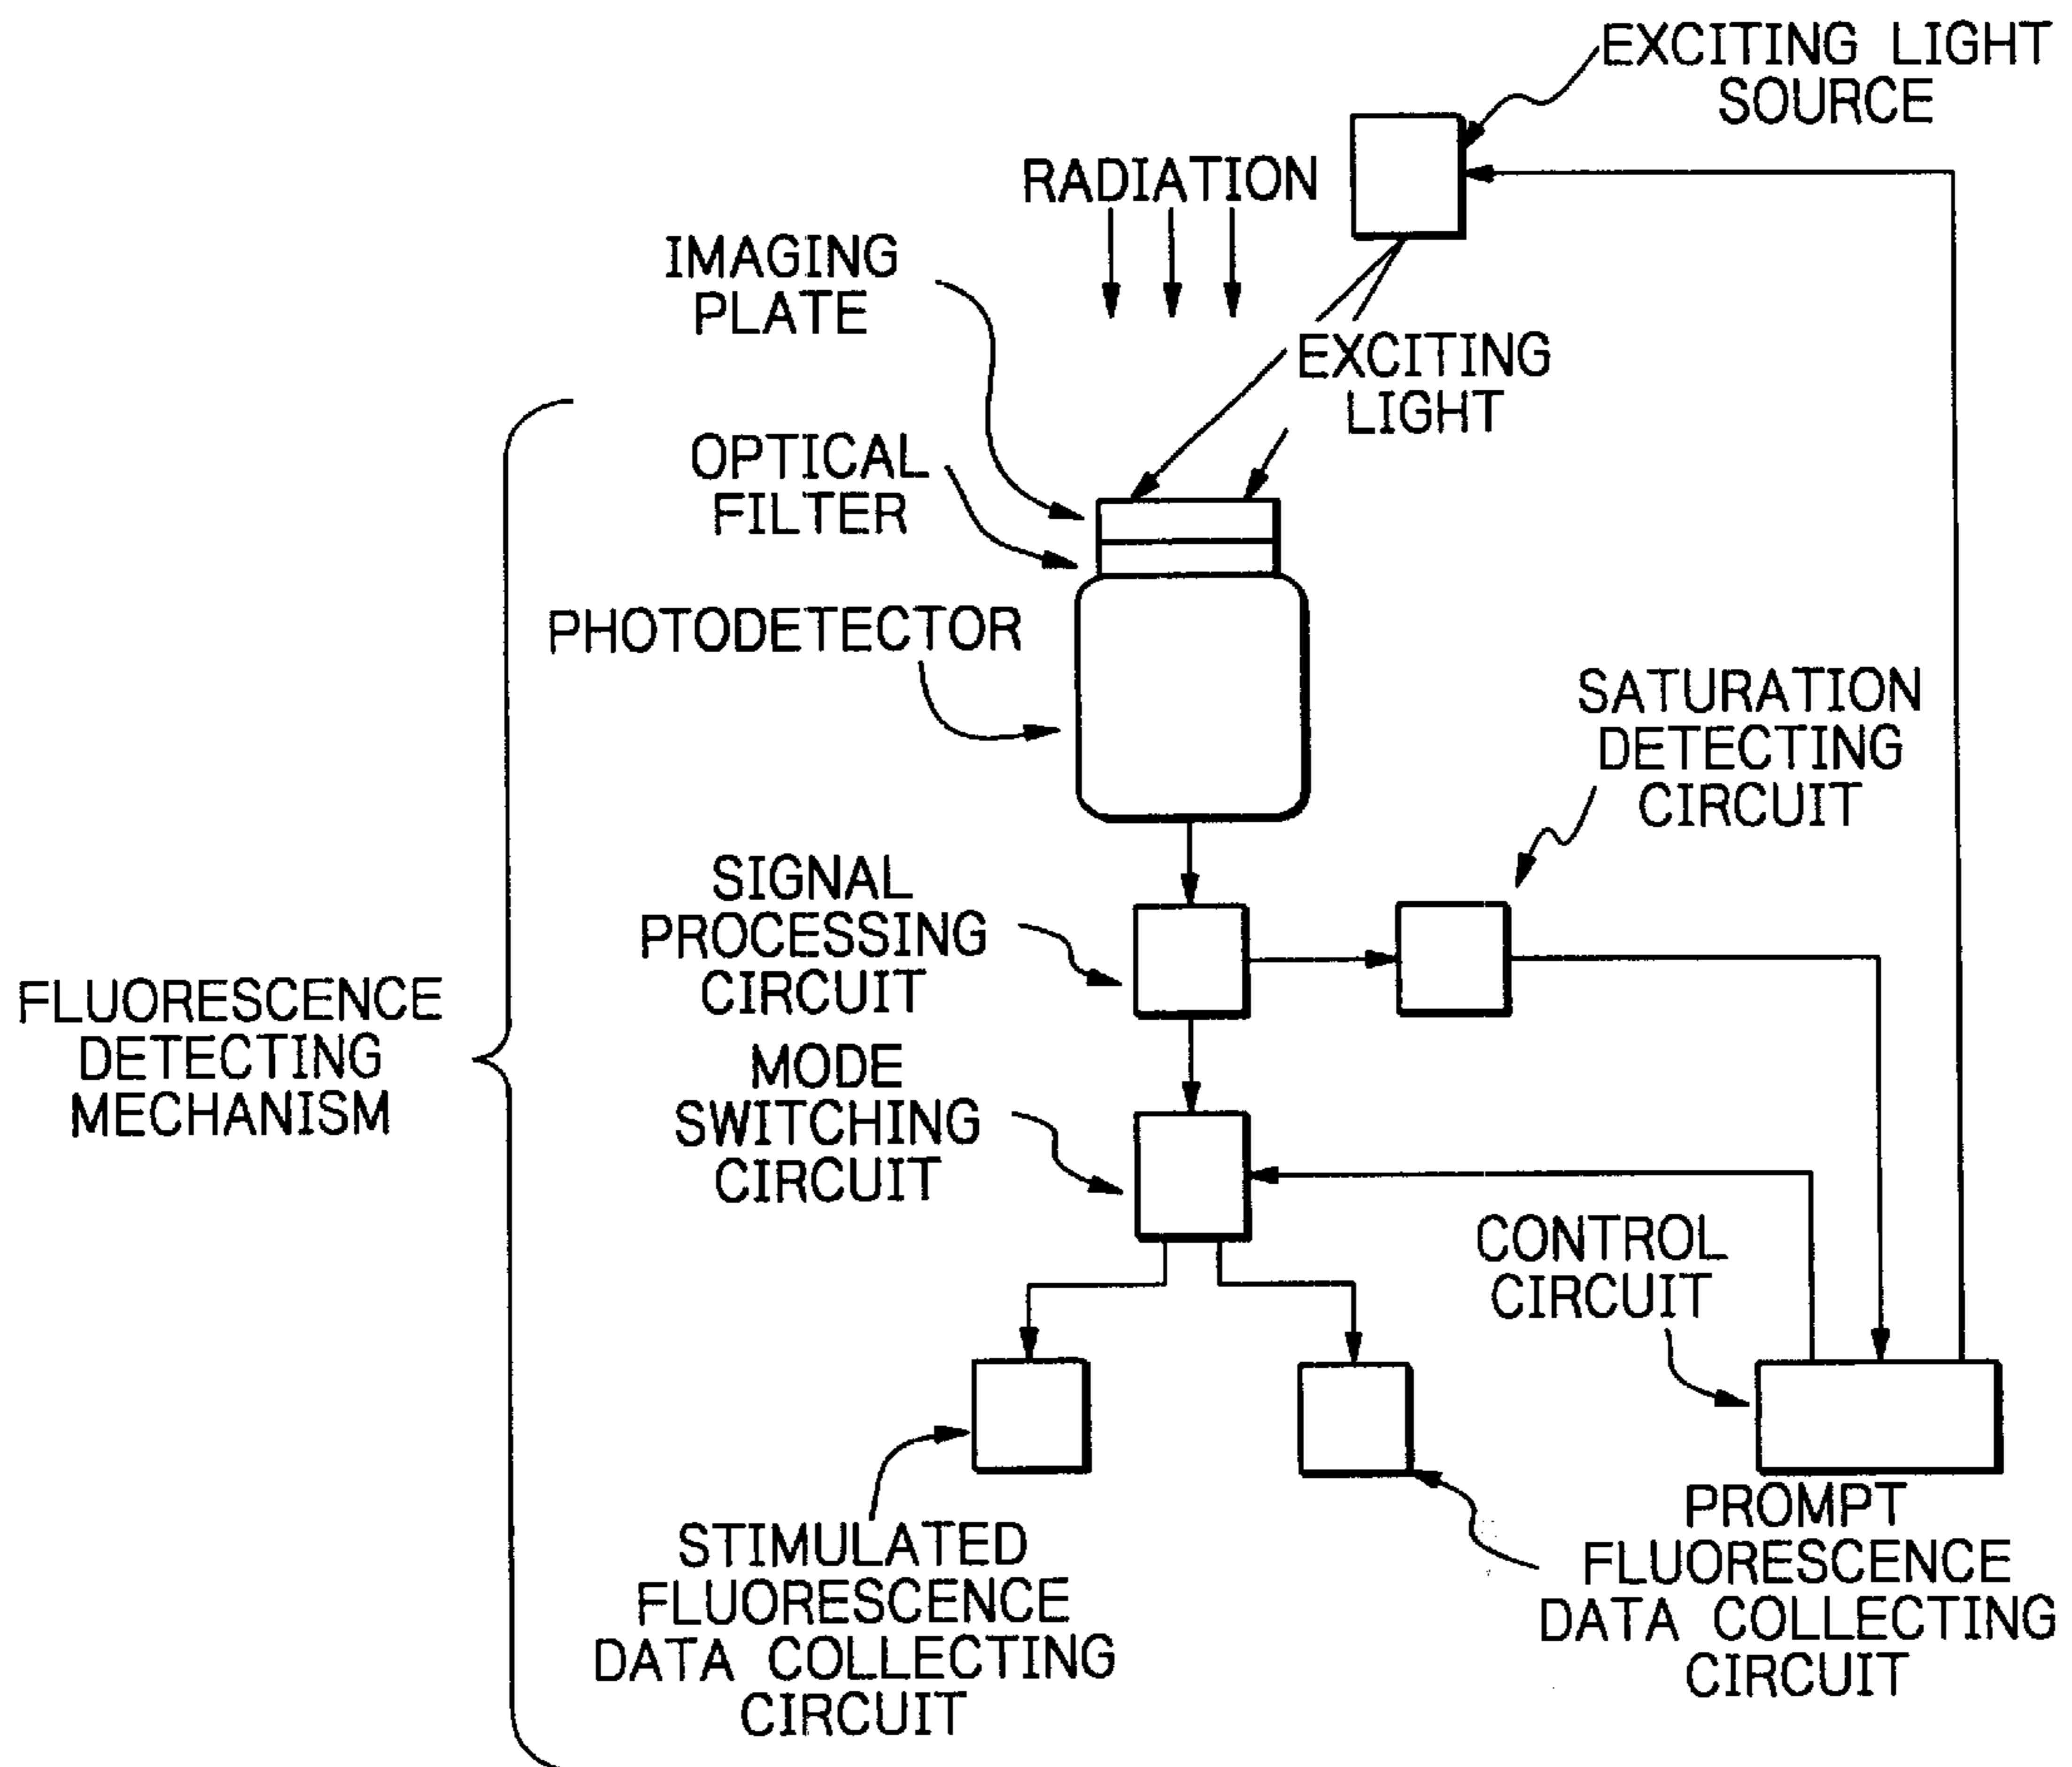 EXCITING LIGHT
SOURCE
RADIATION
IMAGING
PLATE
EXCITING
LIGHT
OPTICAL
FILTER
PHOTODETECTOR
SATURATION
DETECTING
CIRCUIT
SIGNAL
PROCESSING
CIRCUIT
FLUORESCENCE
DETECTING
MECHANISM
MODE
SWITCHING
CIRCUIT
CONTROL
CIRCUIT
STIMULATED
FLUORESCENCE
DATA COLLECTING
CIRCUIT
PROMPT
FLUORESCENCE
DATA COLLECTING
CIRCUIT